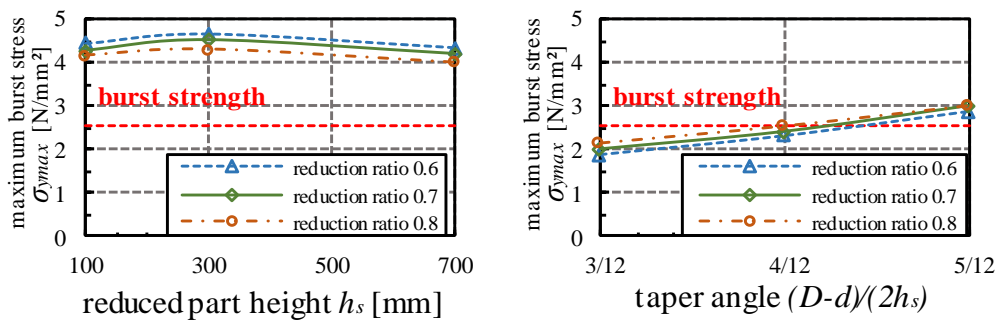 maximum burst stress
σymax [N/mm²]
5
4
3
2
1
0
burst strength
reduction ratio 0.6
reduction ratio 0.7
reduction ratio 0.8
100
300
500
700
reduced part height hs [mm]
maximum burst stress
σymax [N/mm²]
5
4
3
2
1
0
burst strength
reduction ratio 0.6
reduction ratio 0.7
reduction ratio 0.8
3/12
4/12
5/12
taper angle (D-d)/(2hs)